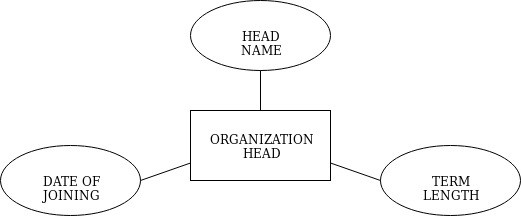 HEAD
NAME
ORGANIZATION
HEAD
DATE OF
JOINING
TERM
LENGTH